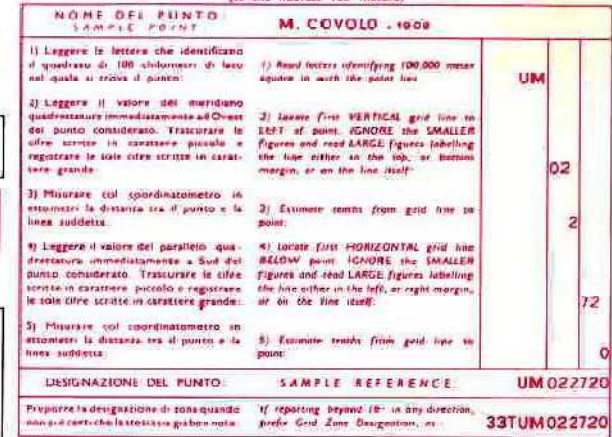 NOME DEL PUNTO:
SAMPLE POINT
M. COVOLO - 1908
1) Leggere le lettere che identificano
il quadrato di 100 chilometri di lato
nel quale si trova il punto:
1) Read letters identifying 100,000 meter
square in wich the point lies
UM
2) Leggere il valore del meridiano
quadrettatura immediatamente ad Ovest
del punto considerato. Trascurare le
cifre scritte in carattere piccolo e
registrare le sole cifre scritte in carat-
tere grande:
2) Locate first VERTICAL grid line to
LEFT of point. IGNORE the SMALLER
figures and read LARGE figures labelling
the line either in the top, or bottom
margin, or on the line itself:
02
3) Misurare col coordinatometro in
ettometri la distanza tra il punto e la
linea suddetta:
3) Estimate tenths from grid line to
point:
2
4) Leggere il valore del parallelo qua-
drettatura immediatamente a Sud del
punto considerato. Trascurare le cifre
scritte in carattere piccolo e registrare
le sole cifre scritte in carattere grande:
4) Locate first HORIZONTAL grid line
BELOW point. IGNORE the SMALLER
figures and read LARGE figures labelling
the line either in the left, or right margin,
or on the line itself:
72
5) Misurare col coordinatometro in
ettometri la distanza tra il punto e la
linea suddetta:
5) Estimate tenths from grid line to
point:
0
DESIGNAZIONE DEL PUNTO:
SAMPLE REFERENCE:
UM 022720
Preporre la designazione di zona quando
non si è certi che la stessa sia già ben nota:
If reporting beyond 18° in any direction,
prefix Grid Zone Designation, as:
33TUM022720